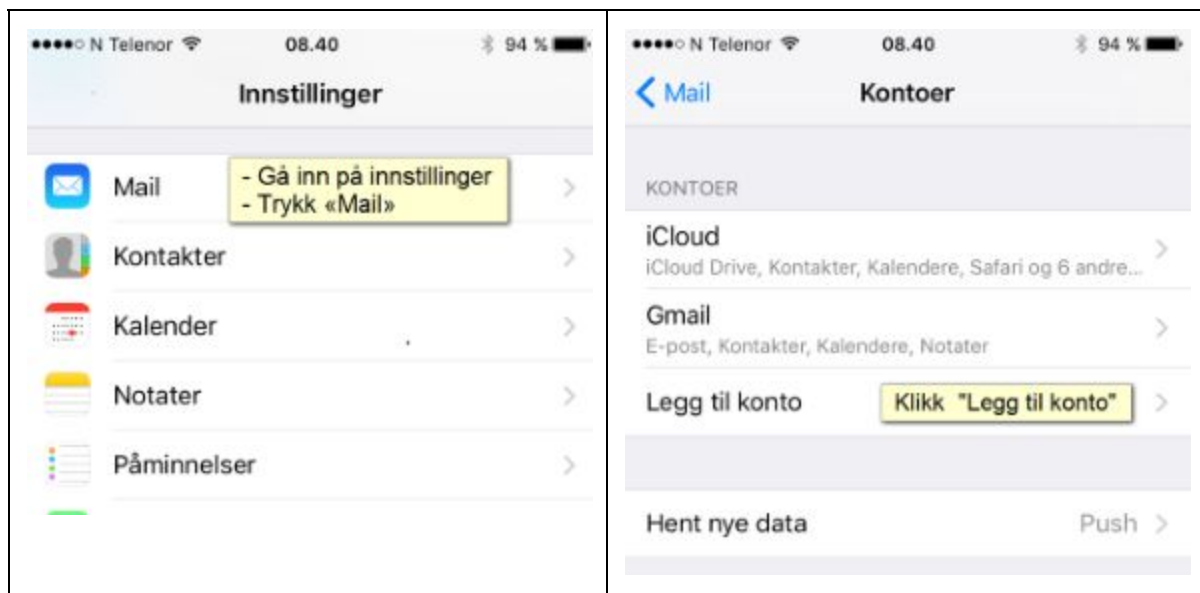 N Telenor 08.40 94 %
Innstillinger
Mail
- Gå inn på innstillinger
- Trykk «Mail»
Kontakter
Kalender
Notater
Påminnelser
N Telenor 08.40 94 %
Mail Kontoer
KONTOER
iCloud
iCloud Drive, Kontakter, Kalendere, Safari og 6 andre...
Gmail
E-post, Kontakter, Kalendere, Notater
Legg til konto Klikk "Legg til konto"
Hent nye data Push